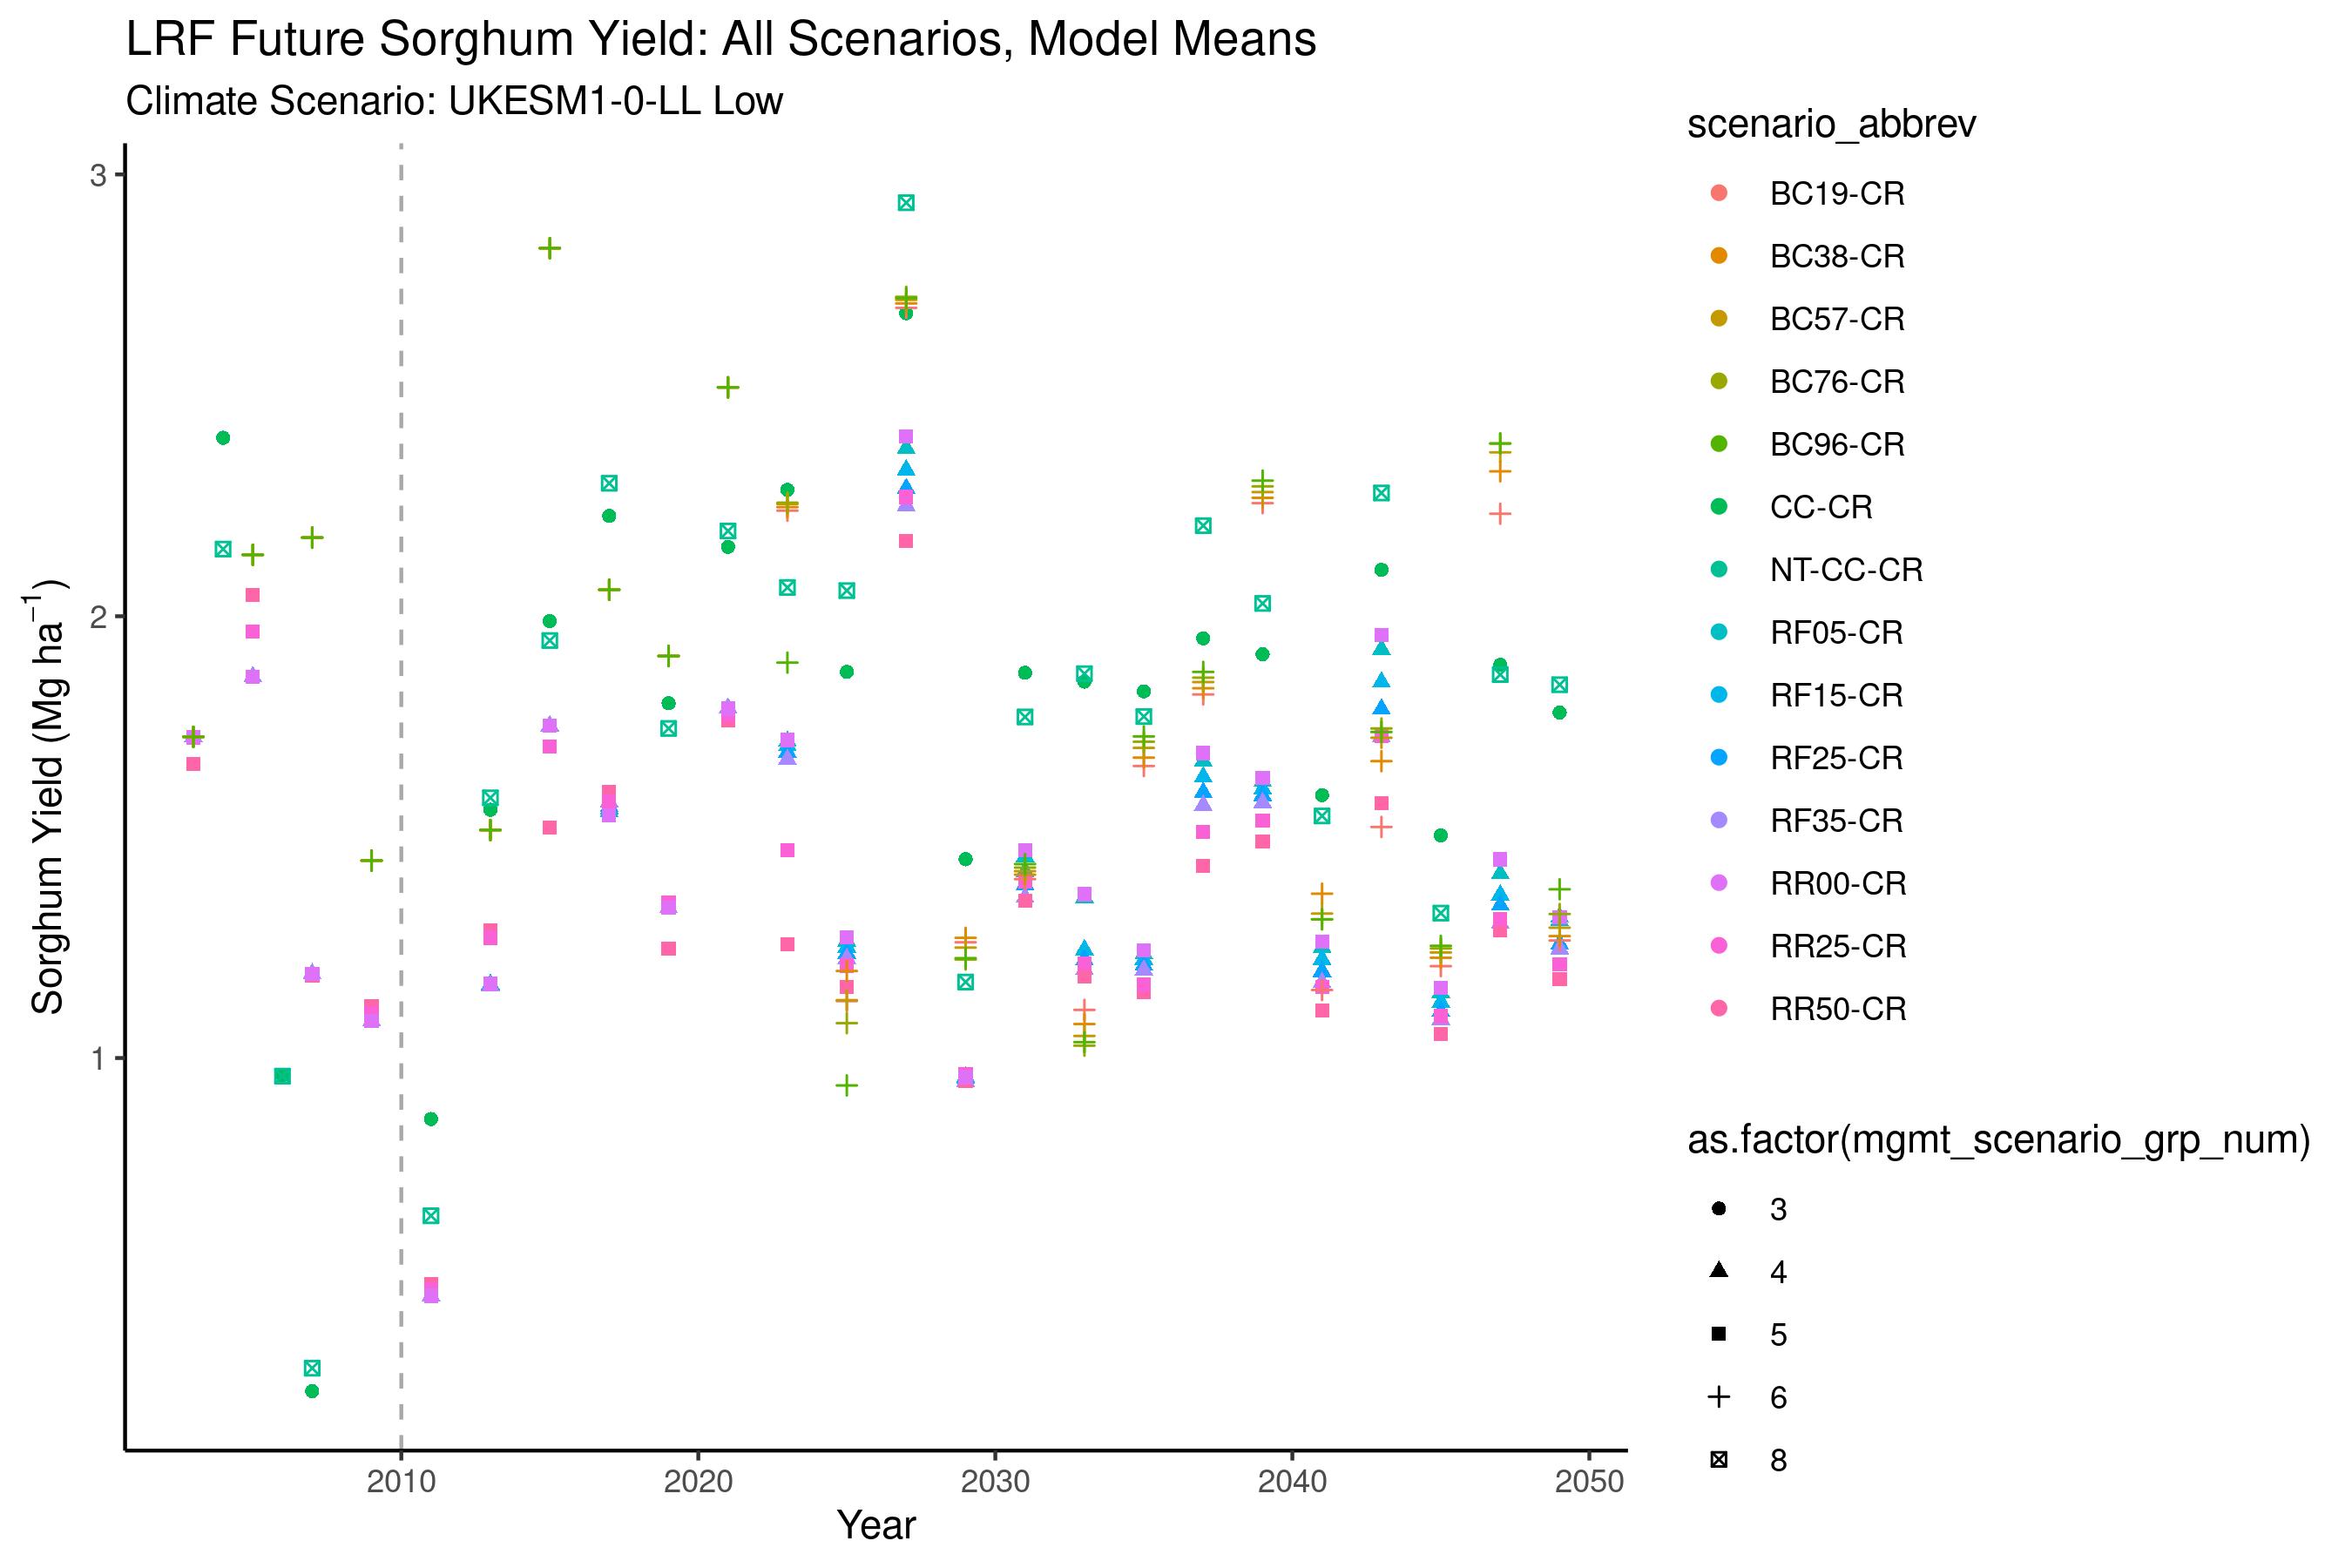 LRF Future Sorghum Yield: All Scenarios, Model Means
Climate Scenario: UKESM1-0-LL Low
Sorghum Yield (Mg ha⁻¹)
3
2
1
2010
2020
2030
2040
2050
Year
scenario_abbrev
BC19-CR
BC38-CR
BC57-CR
BC76-CR
BC96-CR
CC-CR
NT-CC-CR
RF05-CR
RF15-CR
RF25-CR
RF35-CR
RR00-CR
RR25-CR
RR50-CR
as.factor(mgmt_scenario_grp_num)
3
4
5
6
8